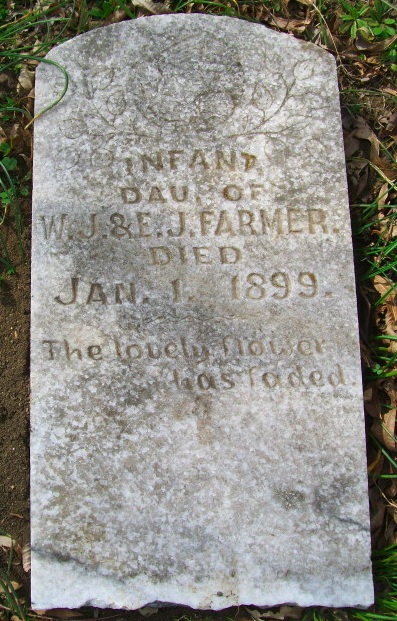 INFANT
DAU. OF
W. J. & E. J. FARMER.
DIED
JAN. 1. 1899.
The lovely flower
has faded